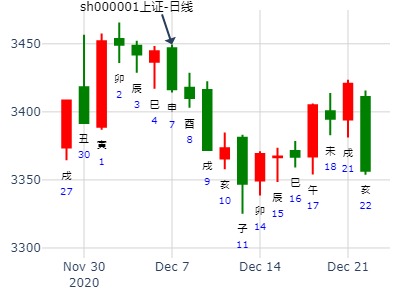 sh000001上证-日线
3450
3400
3350
3300
戌
27
丑
30
寅
1
卯
2
辰
3
巳
4
申
7
酉
8
戌
9
亥
10
子
11
卯
14
辰
15
巳
16
午
17
未
18
戌
21
亥
22
Nov 30
2020
Dec 7
Dec 14
Dec 21